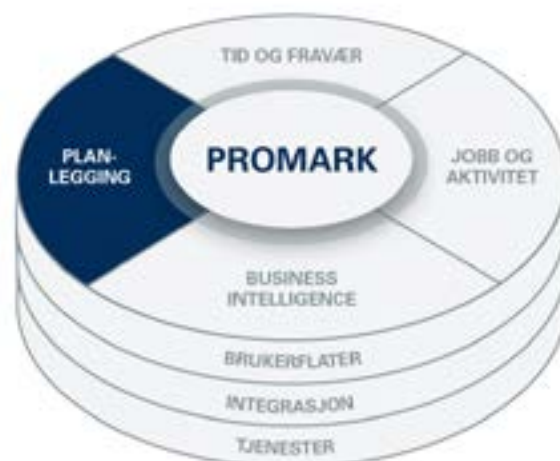 TID OG FRAVÆR
PLAN-
LEGGING
PROMARK
JOBB OG
AKTIVITET
BUSINESS
INTELLIGENCE
BRUKERFLATER
INTEGRASJON
TJENESTER